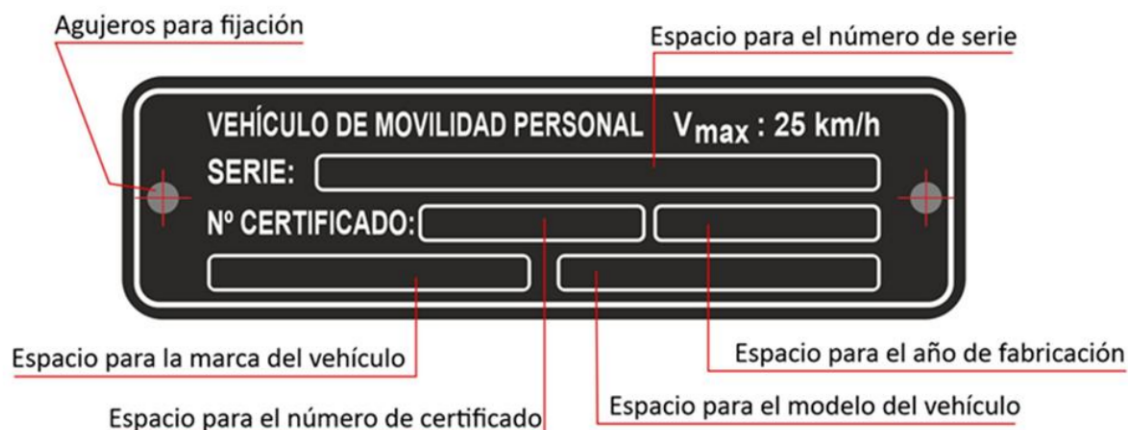 Agujeros para fijación
Espacio para el número de serie
VEHÍCULO DE MOVILIDAD PERSONAL Vmax : 25 km/h
SERIE:
Nº CERTIFICADO:
Espacio para la marca del vehículo
Espacio para el año de fabricación
Espacio para el número de certificado
Espacio para el modelo del vehículo